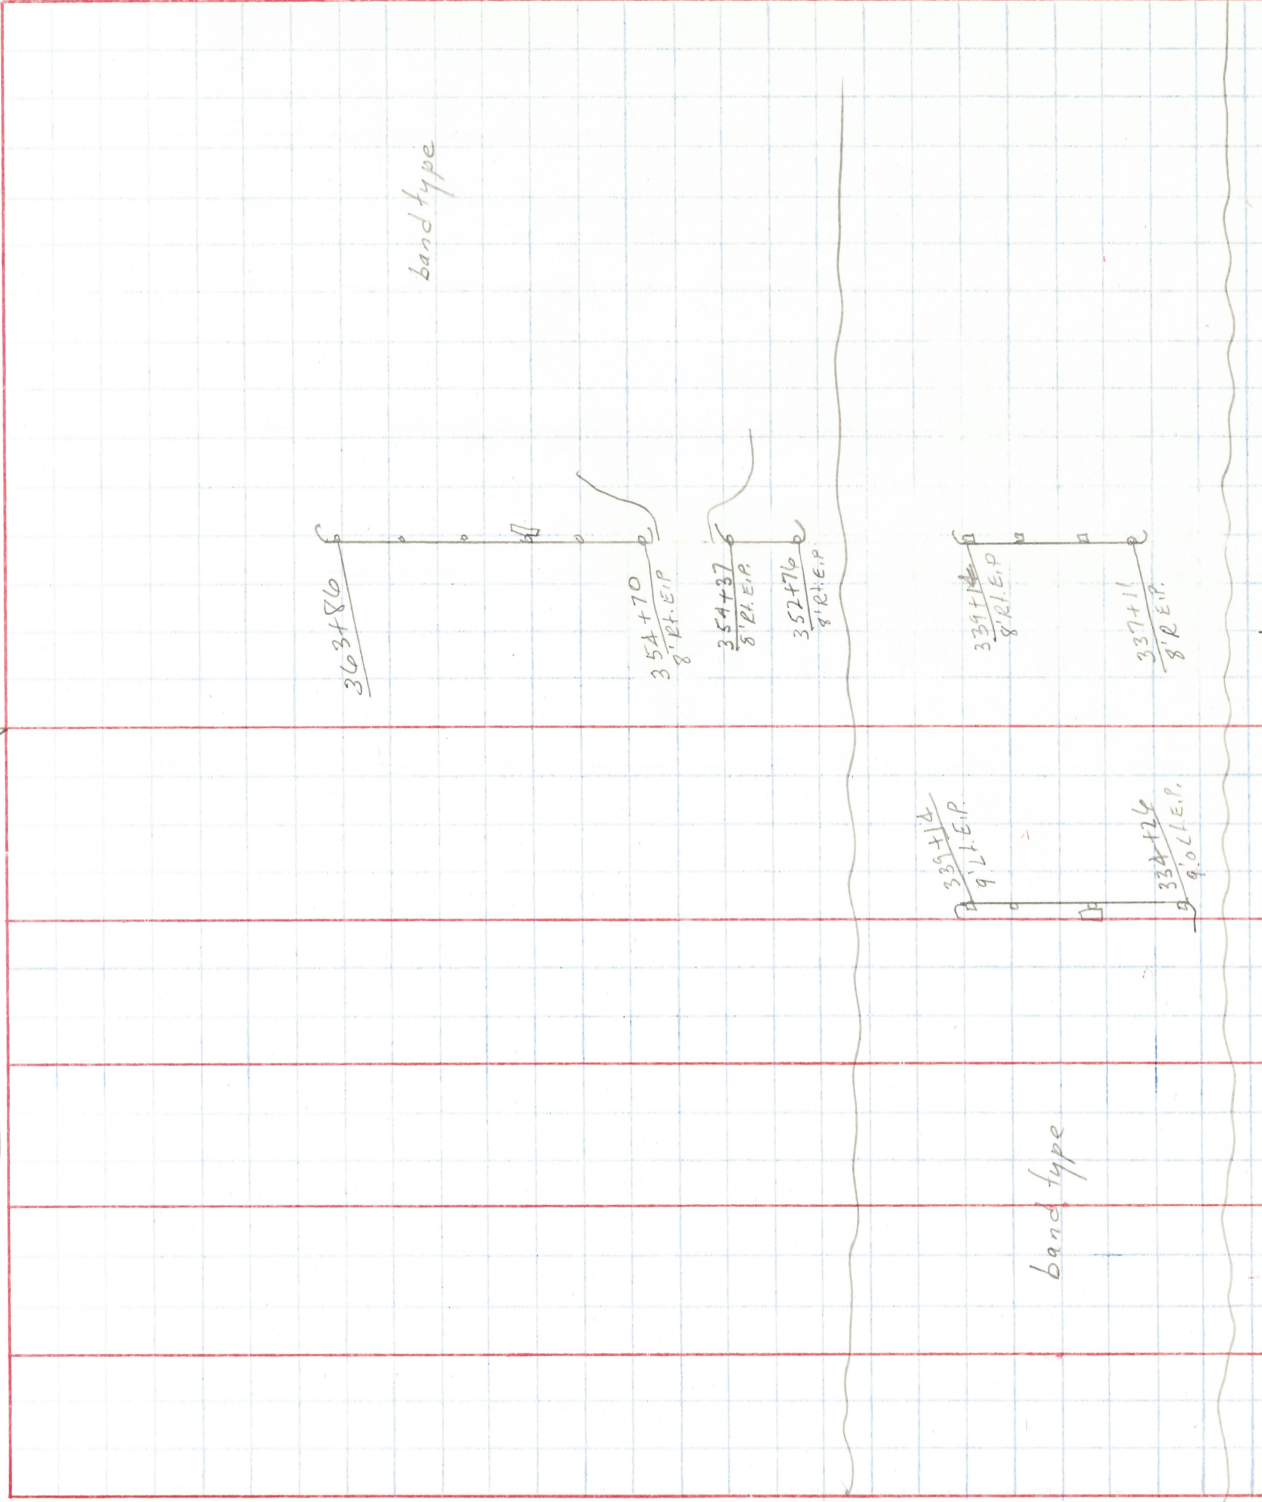 band type
363+86
354+70
8' Rt. E.P.
354+37
8' Rt. E.P.
352+76
8' Rt. E.P.
339+14
8' Rt. E.P.
337+11
8' R E.P.
339+14
9' Lt. E.P.
334+26
9.0 Lt E.P.
band type